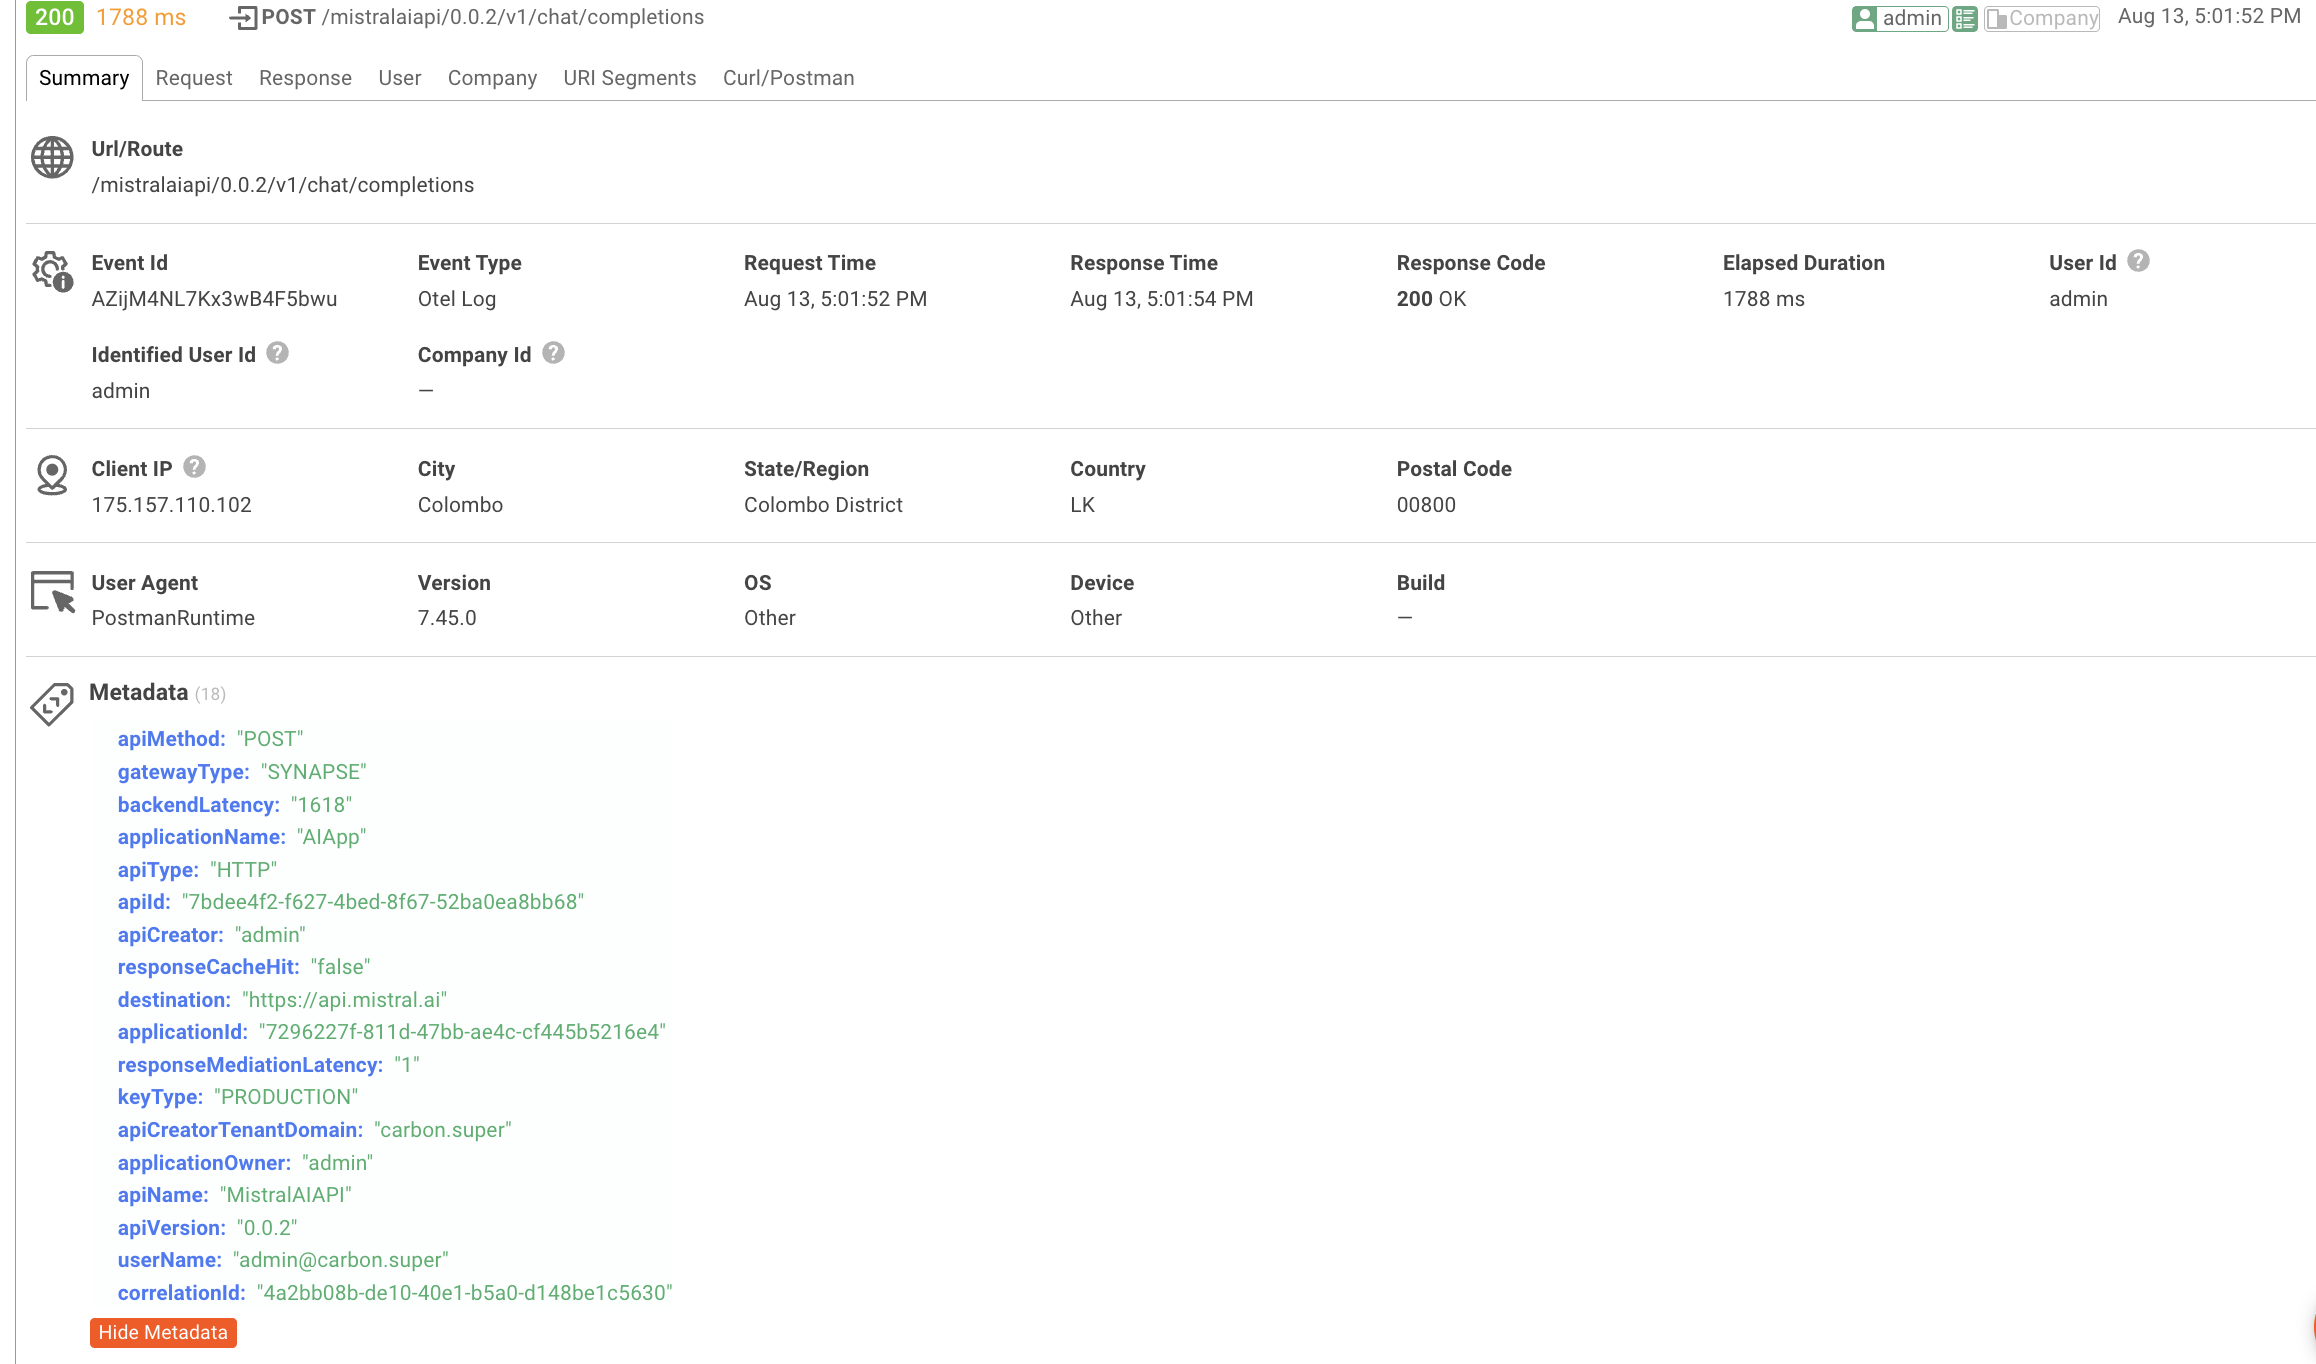 200 1788 ms POST /mistralaiapi/0.0.2/v1/chat/completions admin Company Aug 13, 5:01:52 PM
Summary Request Response User Company URI Segments Curl/Postman
Url/Route
/mistralaiapi/0.0.2/v1/chat/completions
Event Id Event Type Request Time Response Time Response Code Elapsed Duration User Id ?
AZijM4NL7Kx3wB4F5bwu Otel Log Aug 13, 5:01:52 PM Aug 13, 5:01:54 PM 200 OK 1788 ms admin
Identified User Id ? Company Id ?
admin —
Client IP ? City State/Region Country Postal Code
175.157.110.102 Colombo Colombo District LK 00800
User Agent Version OS Device Build
PostmanRuntime 7.45.0 Other Other —
Metadata (18)
apiMethod: "POST"
gatewayType: "SYNAPSE"
backendLatency: "1618"
applicationName: "AIApp"
apiType: "HTTP"
apiId: "7bdee4f2-f627-4bed-8f67-52ba0ea8bb68"
apiCreator: "admin"
responseCacheHit: "false"
destination: "https://api.mistral.ai"
applicationId: "7296227f-811d-47bb-ae4c-cf445b5216e4"
responseMediationLatency: "1"
keyType: "PRODUCTION"
apiCreatorTenantDomain: "carbon.super"
applicationOwner: "admin"
apiName: "MistralAIAPI"
apiVersion: "0.0.2"
userName: "admin@carbon.super"
correlationId: "4a2bb08b-de10-40e1-b5a0-d148be1c5630"
Hide Metadata